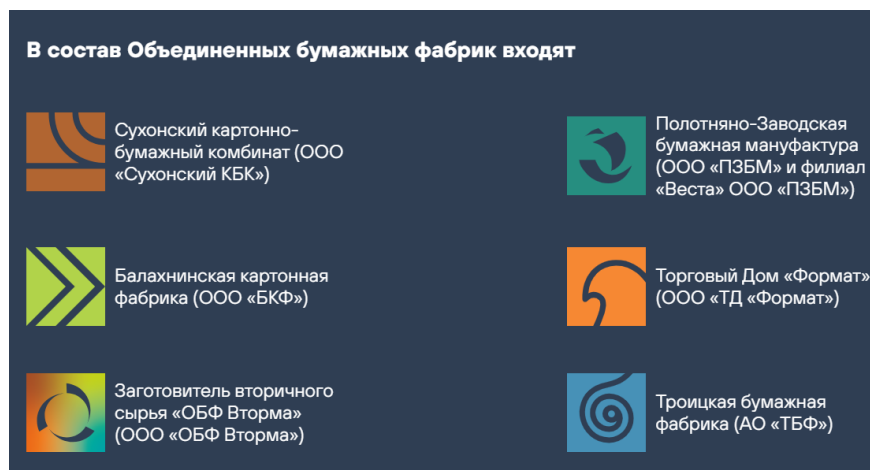 В состав Объединенных бумажных фабрик входят
Сухонский картонно-
бумажный комбинат (ООО
«Сухонский КБК»)
Полотняно-Заводская
бумажная мануфактура
(ООО «ПЗБМ» и филиал
«Веста» ООО «ПЗБМ»)
Балахнинская картонная
фабрика (ООО «БКФ»)
Торговый Дом «Формат»
(ООО «ТД «Формат»)
Заготовитель вторичного
сырья «ОБФ Вторма»
(ООО «ОБФ Вторма»)
Троицкая бумажная
фабрика (АО «ТБФ»)